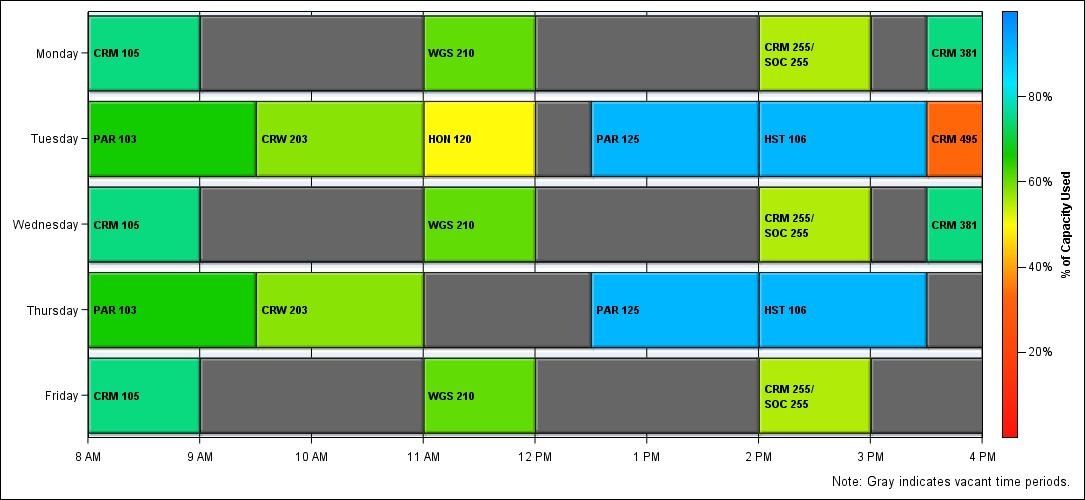 Monday
CRM 105
WGS 210
CRM 255/
SOC 255
CRM 381
Tuesday
PAR 103
CRW 203
HON 120
PAR 125
HST 106
CRM 495
Wednesday
CRM 105
WGS 210
CRM 255/
SOC 255
CRM 381
Thursday
PAR 103
CRW 203
PAR 125
HST 106
Friday
CRM 105
WGS 210
CRM 255/
SOC 255
8 AM
9 AM
10 AM
11 AM
12 PM
1 PM
2 PM
3 PM
4 PM
80%
60%
40%
20%
% of Capacity Used
Note: Gray indicates vacant time periods.